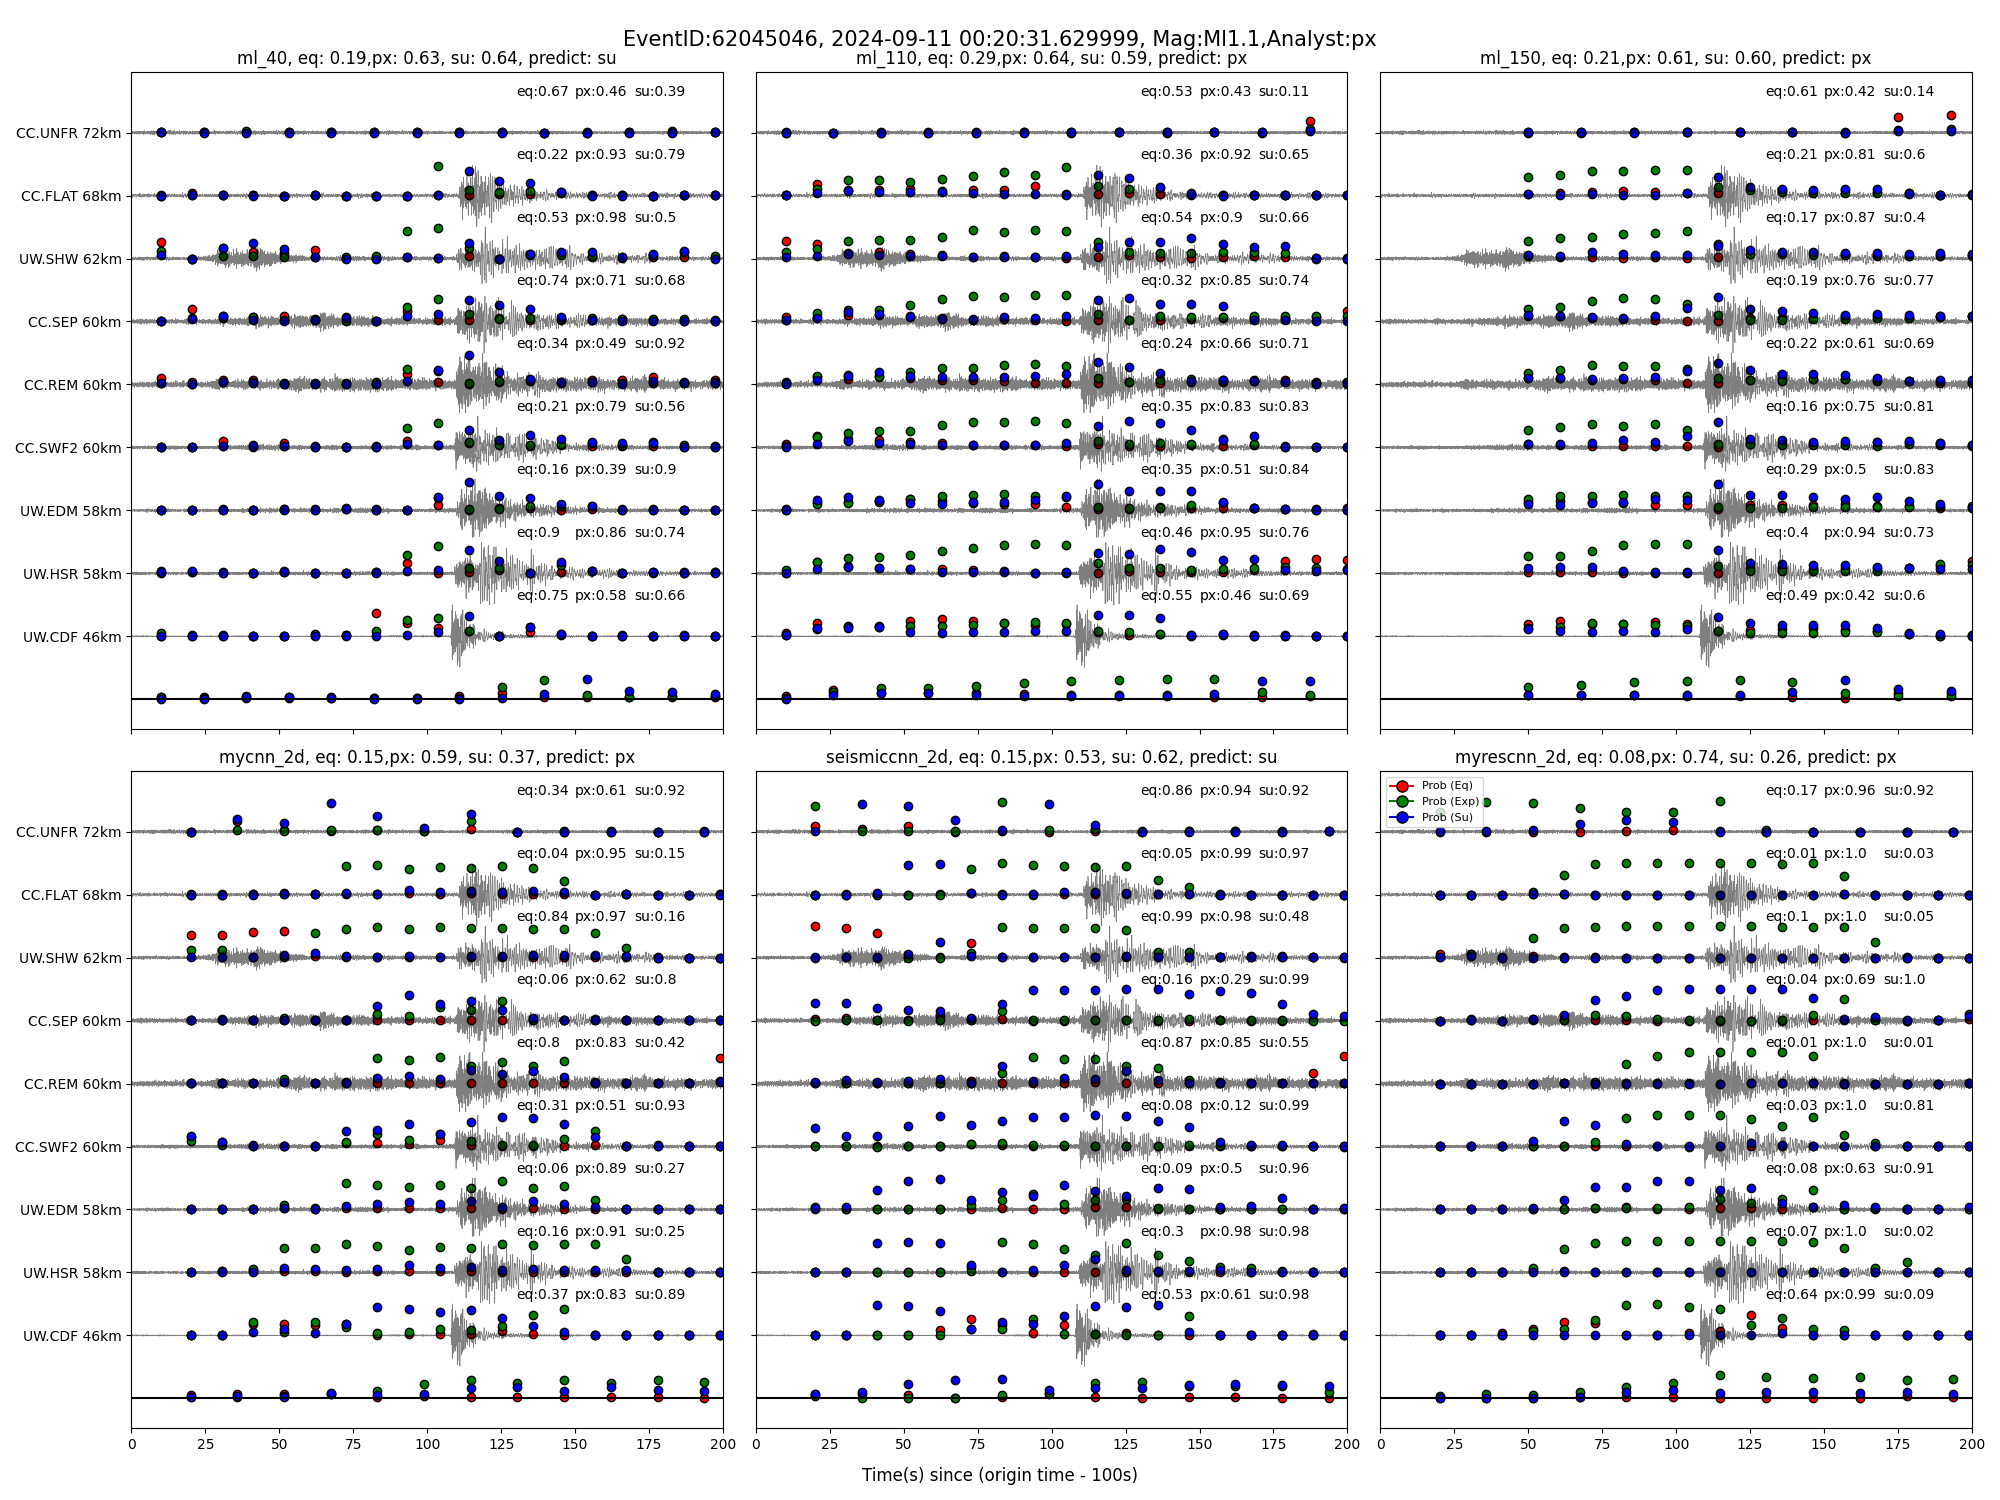 EventID:62045046, 2024-09-11 00:20:31.629999, Mag:Ml1.1,Analyst:px
ml_40, eq: 0.19,px: 0.63, su: 0.64, predict: su
eq:0.67 px:0.46 su:0.39
CC.UNFR 72km
eq:0.22 px:0.93 su:0.79
CC.FLAT 68km
eq:0.53 px:0.98 su:0.5
UW.SHW 62km
eq:0.74 px:0.71 su:0.68
CC.SEP 60km
eq:0.34 px:0.49 su:0.92
CC.REM 60km
eq:0.21 px:0.79 su:0.56
CC.SWF2 60km
eq:0.16 px:0.39 su:0.9
UW.EDM 58km
eq:0.9 px:0.86 su:0.74
UW.HSR 58km
eq:0.75 px:0.58 su:0.66
UW.CDF 46km
ml_110, eq: 0.29,px: 0.64, su: 0.59, predict: px
eq:0.53 px:0.43 su:0.11
eq:0.36 px:0.92 su:0.65
eq:0.54 px:0.9 su:0.66
eq:0.32 px:0.85 su:0.74
eq:0.24 px:0.66 su:0.71
eq:0.35 px:0.83 su:0.83
eq:0.35 px:0.51 su:0.84
eq:0.46 px:0.95 su:0.76
eq:0.55 px:0.46 su:0.69
ml_150, eq: 0.21,px: 0.61, su: 0.60, predict: px
eq:0.61 px:0.42 su:0.14
eq:0.21 px:0.81 su:0.6
eq:0.17 px:0.87 su:0.4
eq:0.19 px:0.76 su:0.77
eq:0.22 px:0.61 su:0.69
eq:0.16 px:0.75 su:0.81
eq:0.29 px:0.5 su:0.83
eq:0.4 px:0.94 su:0.73
eq:0.49 px:0.42 su:0.6
mycnn_2d, eq: 0.15,px: 0.59, su: 0.37, predict: px
eq:0.34 px:0.61 su:0.92
CC.UNFR 72km
eq:0.04 px:0.95 su:0.15
CC.FLAT 68km
eq:0.84 px:0.97 su:0.16
UW.SHW 62km
eq:0.06 px:0.62 su:0.8
CC.SEP 60km
eq:0.8 px:0.83 su:0.42
CC.REM 60km
eq:0.31 px:0.51 su:0.93
CC.SWF2 60km
eq:0.06 px:0.89 su:0.27
UW.EDM 58km
eq:0.16 px:0.91 su:0.25
UW.HSR 58km
eq:0.37 px:0.83 su:0.89
UW.CDF 46km
0 25 50 75 100 125 150 175 200
seismiccnn_2d, eq: 0.15,px: 0.53, su: 0.62, predict: su
eq:0.86 px:0.94 su:0.92
eq:0.05 px:0.99 su:0.97
eq:0.99 px:0.98 su:0.48
eq:0.16 px:0.29 su:0.99
eq:0.87 px:0.85 su:0.55
eq:0.08 px:0.12 su:0.99
eq:0.09 px:0.5 su:0.96
eq:0.3 px:0.98 su:0.98
eq:0.53 px:0.61 su:0.98
0 25 50 75 100 125 150 175 200
myrescnn_2d, eq: 0.08,px: 0.74, su: 0.26, predict: px
Prob (Eq)
Prob (Exp)
Prob (Su)
eq:0.17 px:0.96 su:0.92
eq:0.01 px:1.0 su:0.03
eq:0.1 px:1.0 su:0.05
eq:0.04 px:0.69 su:1.0
eq:0.01 px:1.0 su:0.01
eq:0.03 px:1.0 su:0.81
eq:0.08 px:0.63 su:0.91
eq:0.07 px:1.0 su:0.02
eq:0.64 px:0.99 su:0.09
0 25 50 75 100 125 150 175 200
Time(s) since (origin time - 100s)